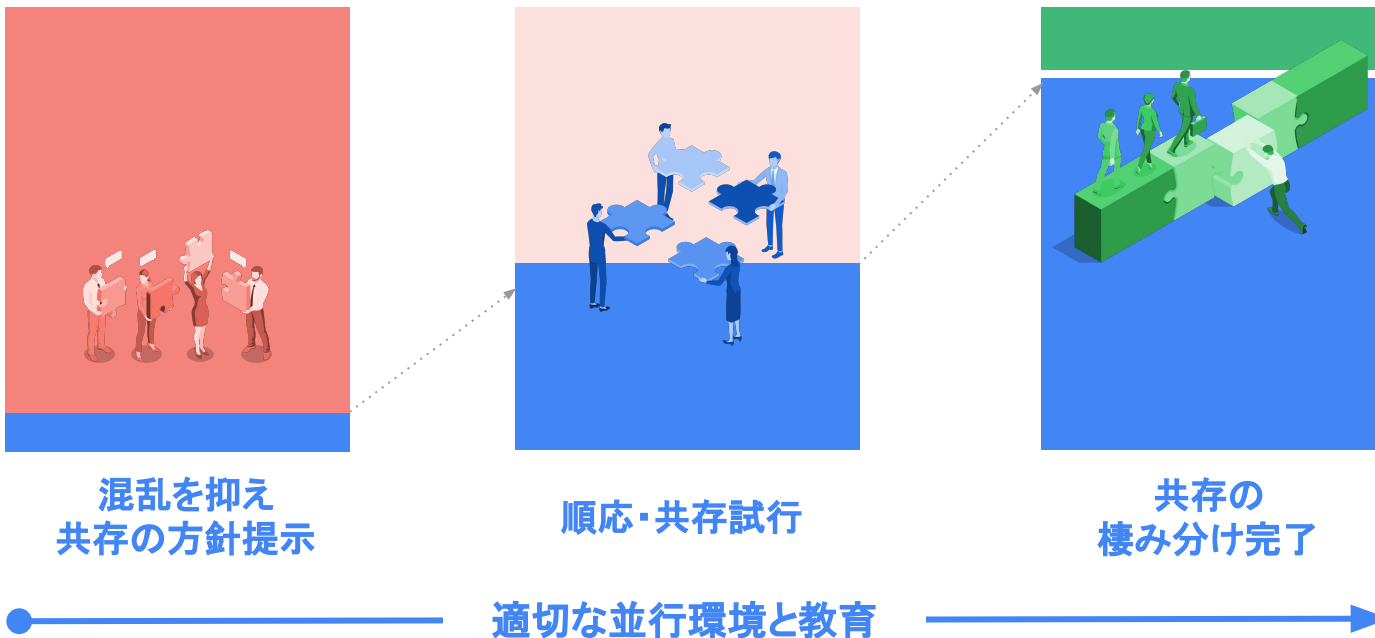 混乱を抑え
共存の方針提示
順応・共存試行
共存の
棲み分け完了
適切な並行環境と教育